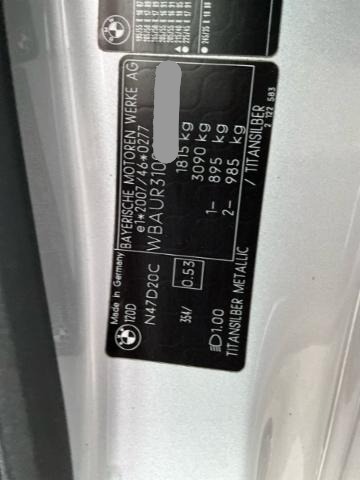 Made in Germany
BAYERISCHE MOTOREN WERKE AG
e1*2007/46*0277
WBAUR310
1815 kg
3090 kg
1– 895 kg
2– 985 kg
120D
N47D20C
354/ 0.53
1.00
TITANSILBER METALLIC / TITANSILBER
2 122 583